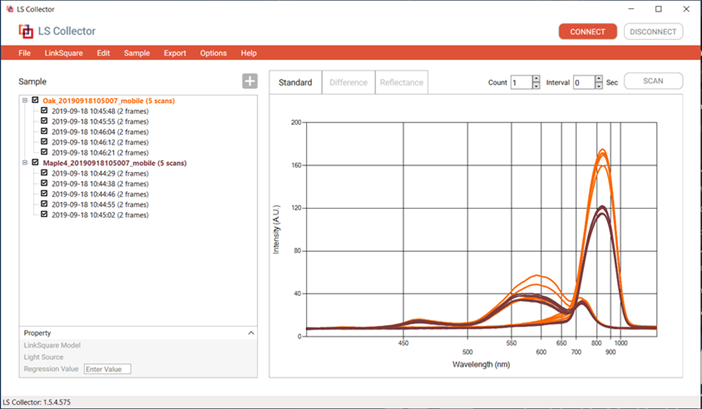 LS Collector
LS Collector
CONNECT
DISCONNECT
File LinkSquare Edit Sample Export Options Help
Sample
Oak_20190918105007_mobile (5 scans)
2019-09-18 10:45:48 (2 frames)
2019-09-18 10:45:55 (2 frames)
2019-09-18 10:46:04 (2 frames)
2019-09-18 10:46:12 (2 frames)
2019-09-18 10:46:21 (2 frames)
Maple4_20190918105007_mobile (5 scans)
2019-09-18 10:44:29 (2 frames)
2019-09-18 10:44:38 (2 frames)
2019-09-18 10:44:46 (2 frames)
2019-09-18 10:44:55 (2 frames)
2019-09-18 10:45:02 (2 frames)
Property
LinkSquare Model
Light Source
Regression Value Enter Value
Standard Difference Reflectance
Count 1 Interval 0 Sec SCAN
200
160
120
80
40
0
Intensity (A.U.)
450 550 650 800 1000
500 600 700 900
Wavelength (nm)
LS Collector: 1.5.4.575